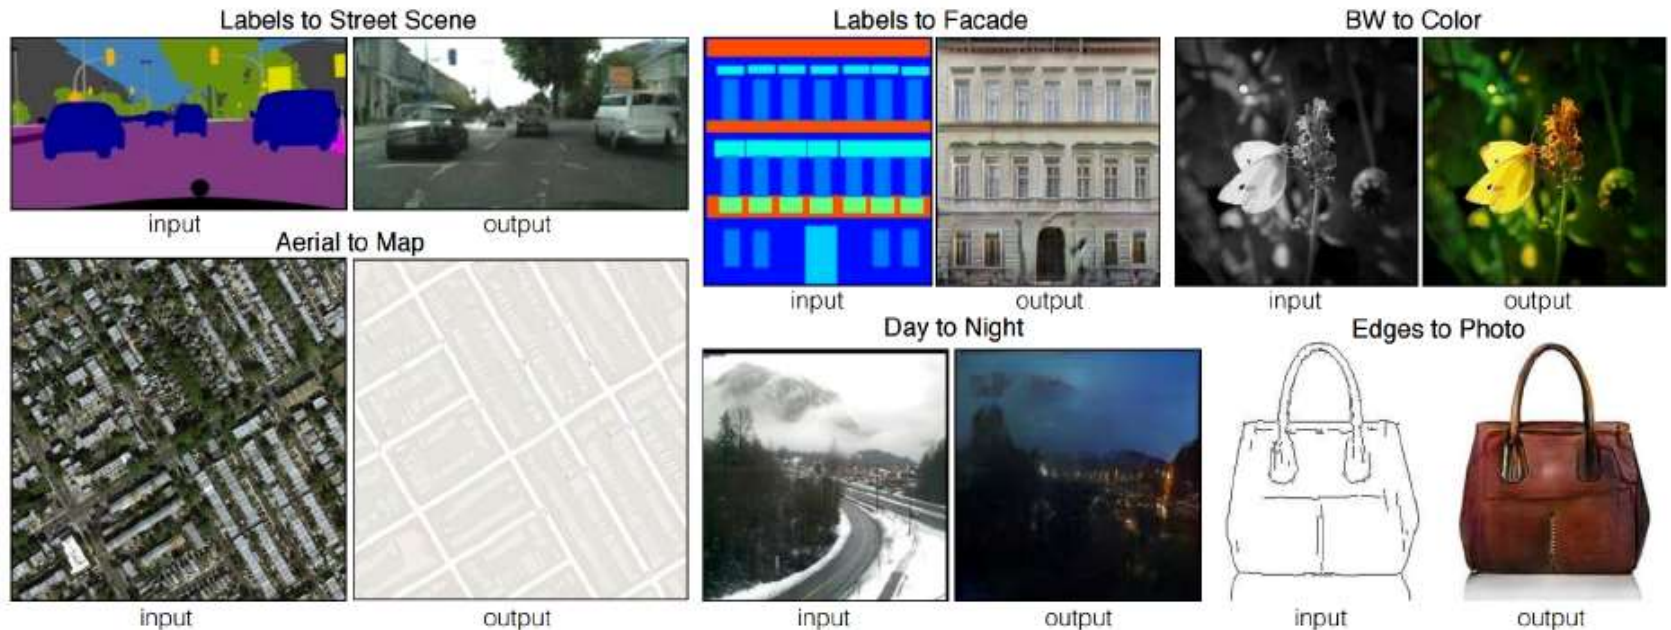 Labels to Street Scene
input
output
Aerial to Map
input
output
Labels to Facade
input
output
BW to Color
input
output
Day to Night
input
output
Edges to Photo
input
output